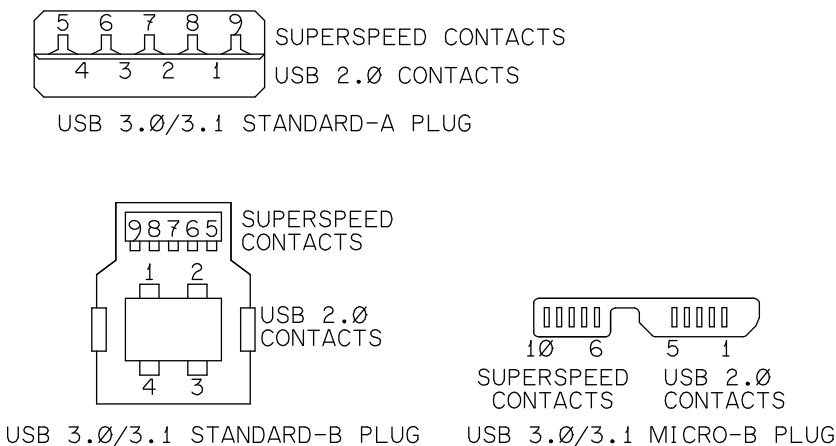 5 6 7 8 9
SUPERSPEED CONTACTS
4 3 2 1
USB 2.Ø CONTACTS
USB 3.Ø/3.1 STANDARD-A PLUG
98765
SUPERSPEED
CONTACTS
1 2
USB 2.Ø
CONTACTS
4 3
USB 3.Ø/3.1 STANDARD-B PLUG
1Ø 6 5 1
SUPERSPEED
CONTACTS
USB 2.Ø
CONTACTS
USB 3.Ø/3.1 MICRO-B PLUG